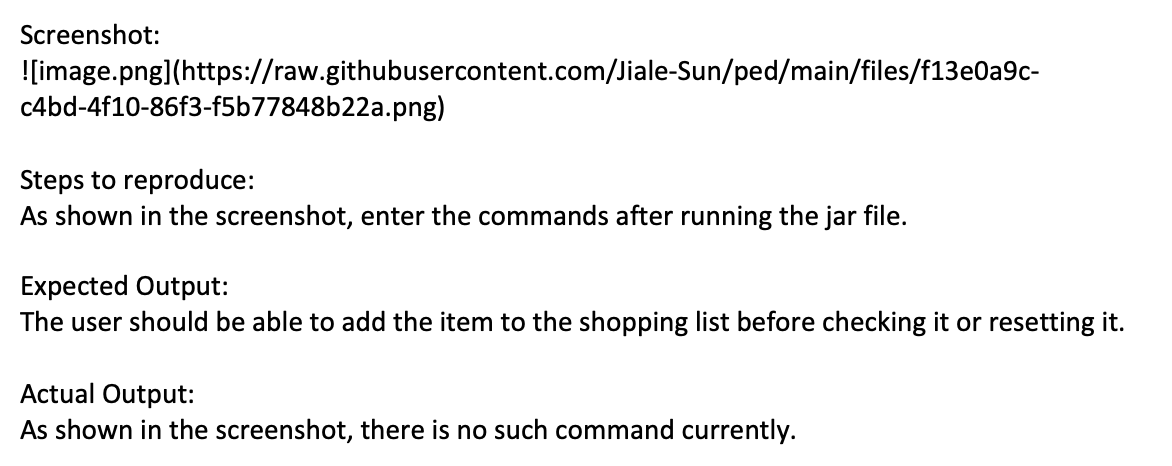 Screenshot:
![image.png](https://raw.githubusercontent.com/Jiale-Sun/ped/main/files/f13e0a9c-
c4bd-4f10-86f3-f5b77848b22a.png)
Steps to reproduce:
As shown in the screenshot, enter the commands after running the jar file.
Expected Output:
The user should be able to add the item to the shopping list before checking it or resetting it.
Actual Output:
As shown in the screenshot, there is no such command currently.